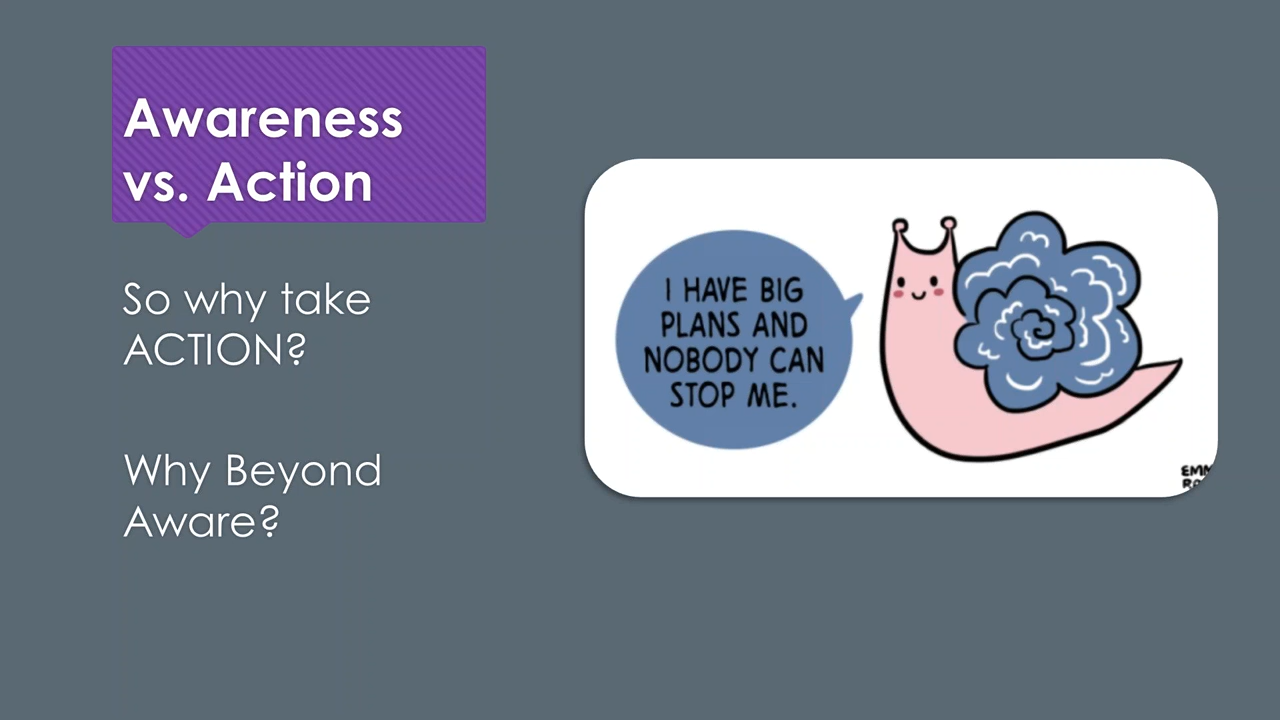 Awareness
vs. Action
So why take
ACTION?
Why Beyond
Aware?
I HAVE BIG
PLANS AND
NOBODY CAN
STOP ME.